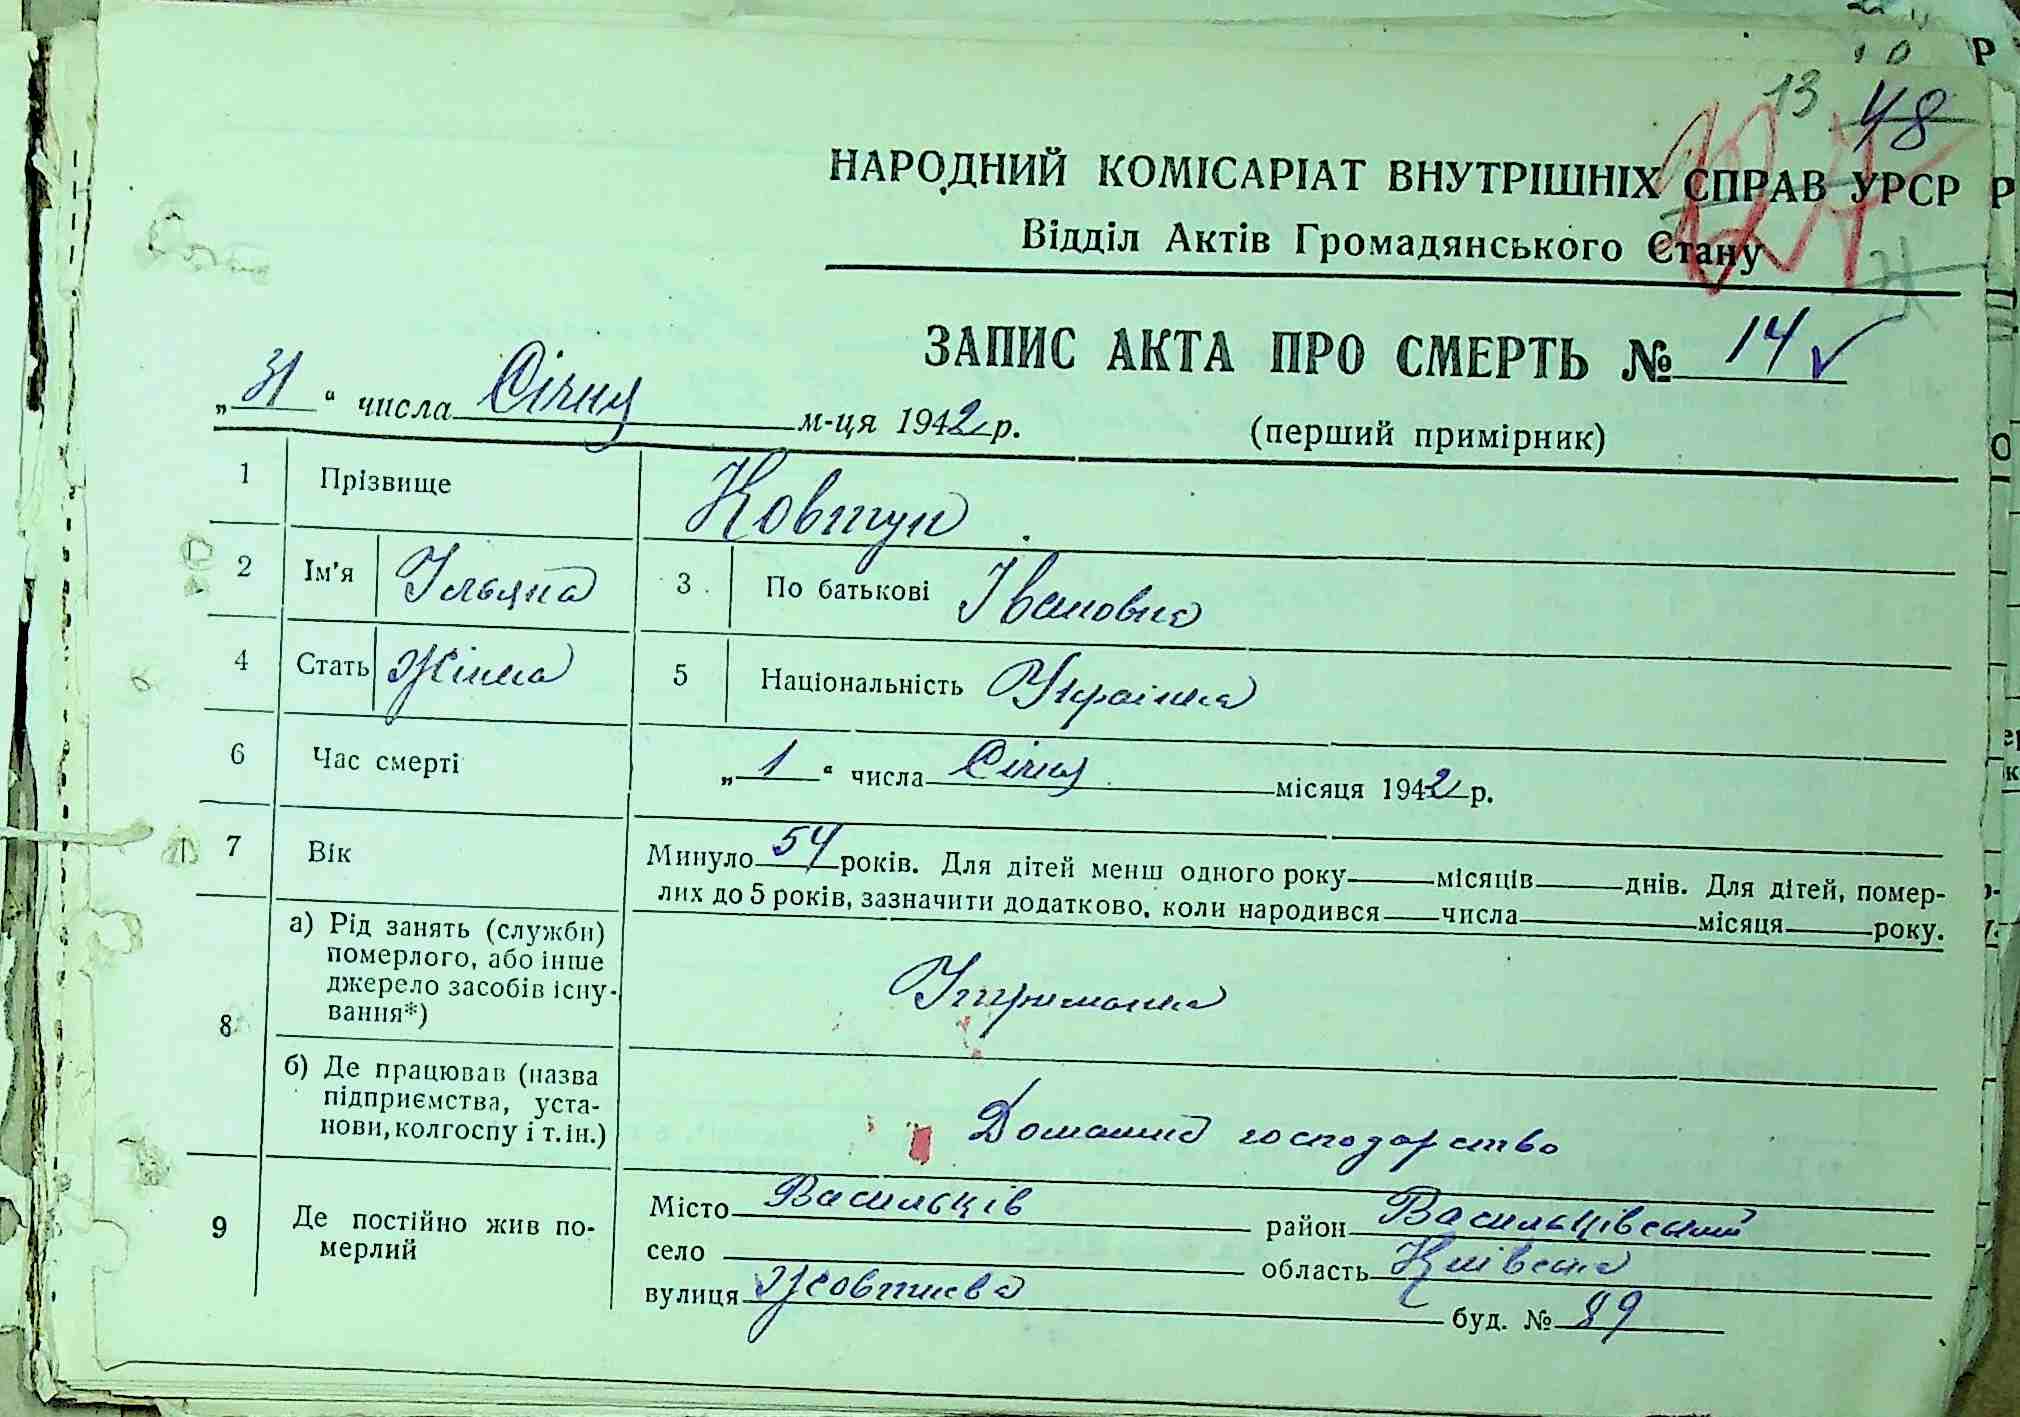 13 48
127
НАРОДНИЙ КОМІСАРІАТ ВНУТРІШНІХ СПРАВ УРСР
Відділ Актів Громадянського Стану
ЗАПИС АКТА ПРО СМЕРТЬ № 14
„31“ числа Січня м-ця 1942 р. (перший примірник)
1 Прізвище Ковтун
2 Ім'я Ульяна 3 По батькові Івановна
4 Стать Жінка 5 Національність Українка
6 Час смерті „1“ числа Січня місяця 1942 р.
7 Вік Минуло 54 років. Для дітей менш одного року місяців днів. Для дітей, помер-
лих до 5 років, зазначити додатково, коли народився числа місяця року.
8 а) Рід занять (служби)
померлого, або інше
джерело засобів існу-
вання*) Утриманка
б) Де працював (назва
підприємства, уста-
нови, колгоспу і т. ін.) Домашнє господарство
9 Де постійно жив по-
мерлий
Місто Васильків район Васильківський
село область Київська
вулиця Жовтнева буд. № 89